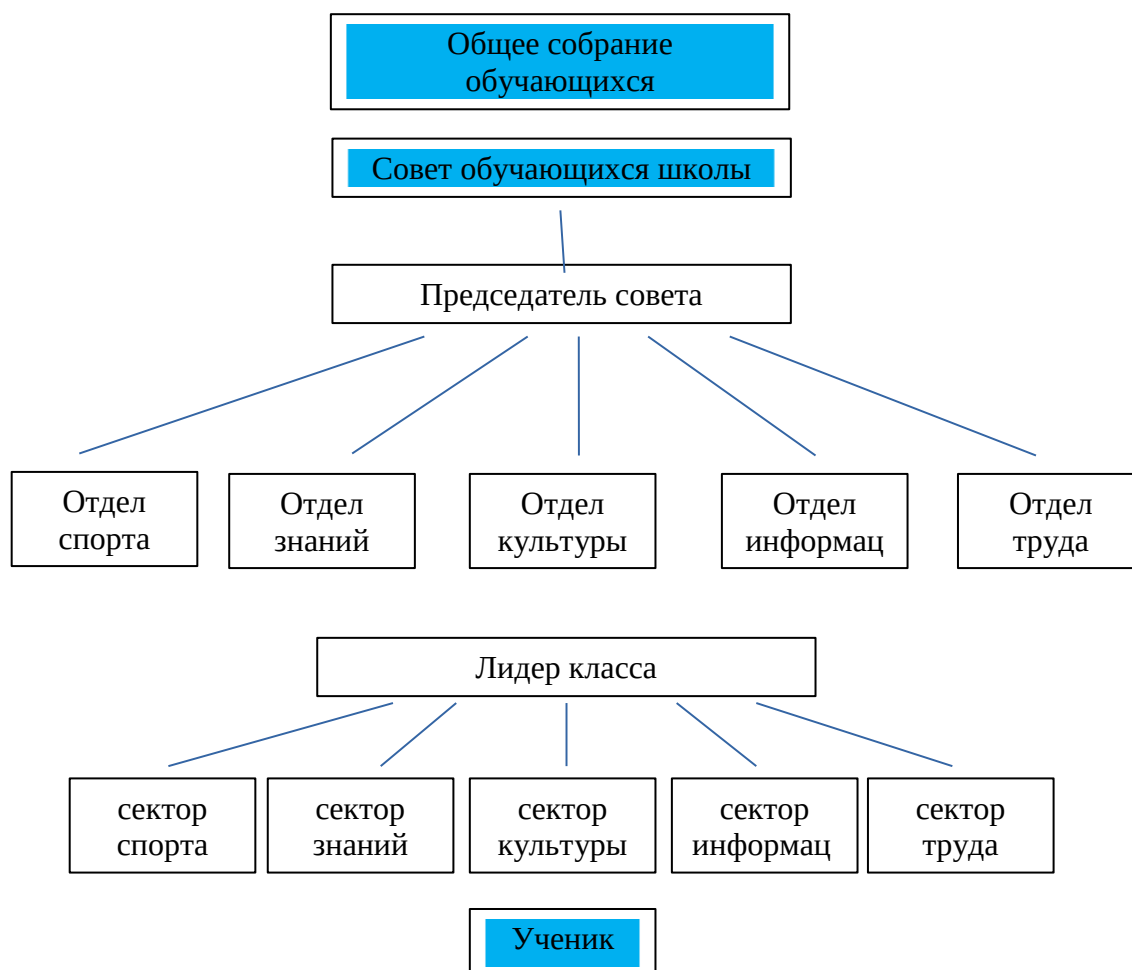 Общее собрание
обучающихся
Совет обучающихся школы
Председатель совета
Отдел
спорта
Отдел
знаний
Отдел
культуры
Отдел
информац
Отдел
труда
Лидер класса
сектор
спорта
сектор
знаний
сектор
культуры
сектор
информац
сектор
труда
Ученик